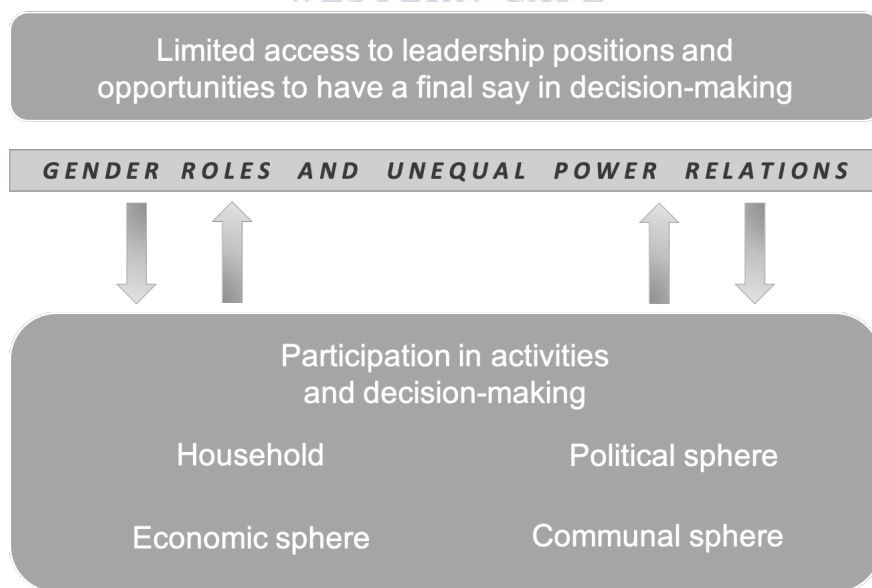 Limited access to leadership positions and
opportunities to have a final say in decision-making
GENDER ROLES AND UNEQUAL POWER RELATIONS
Participation in activities
and decision-making
Household
Political sphere
Economic sphere
Communal sphere